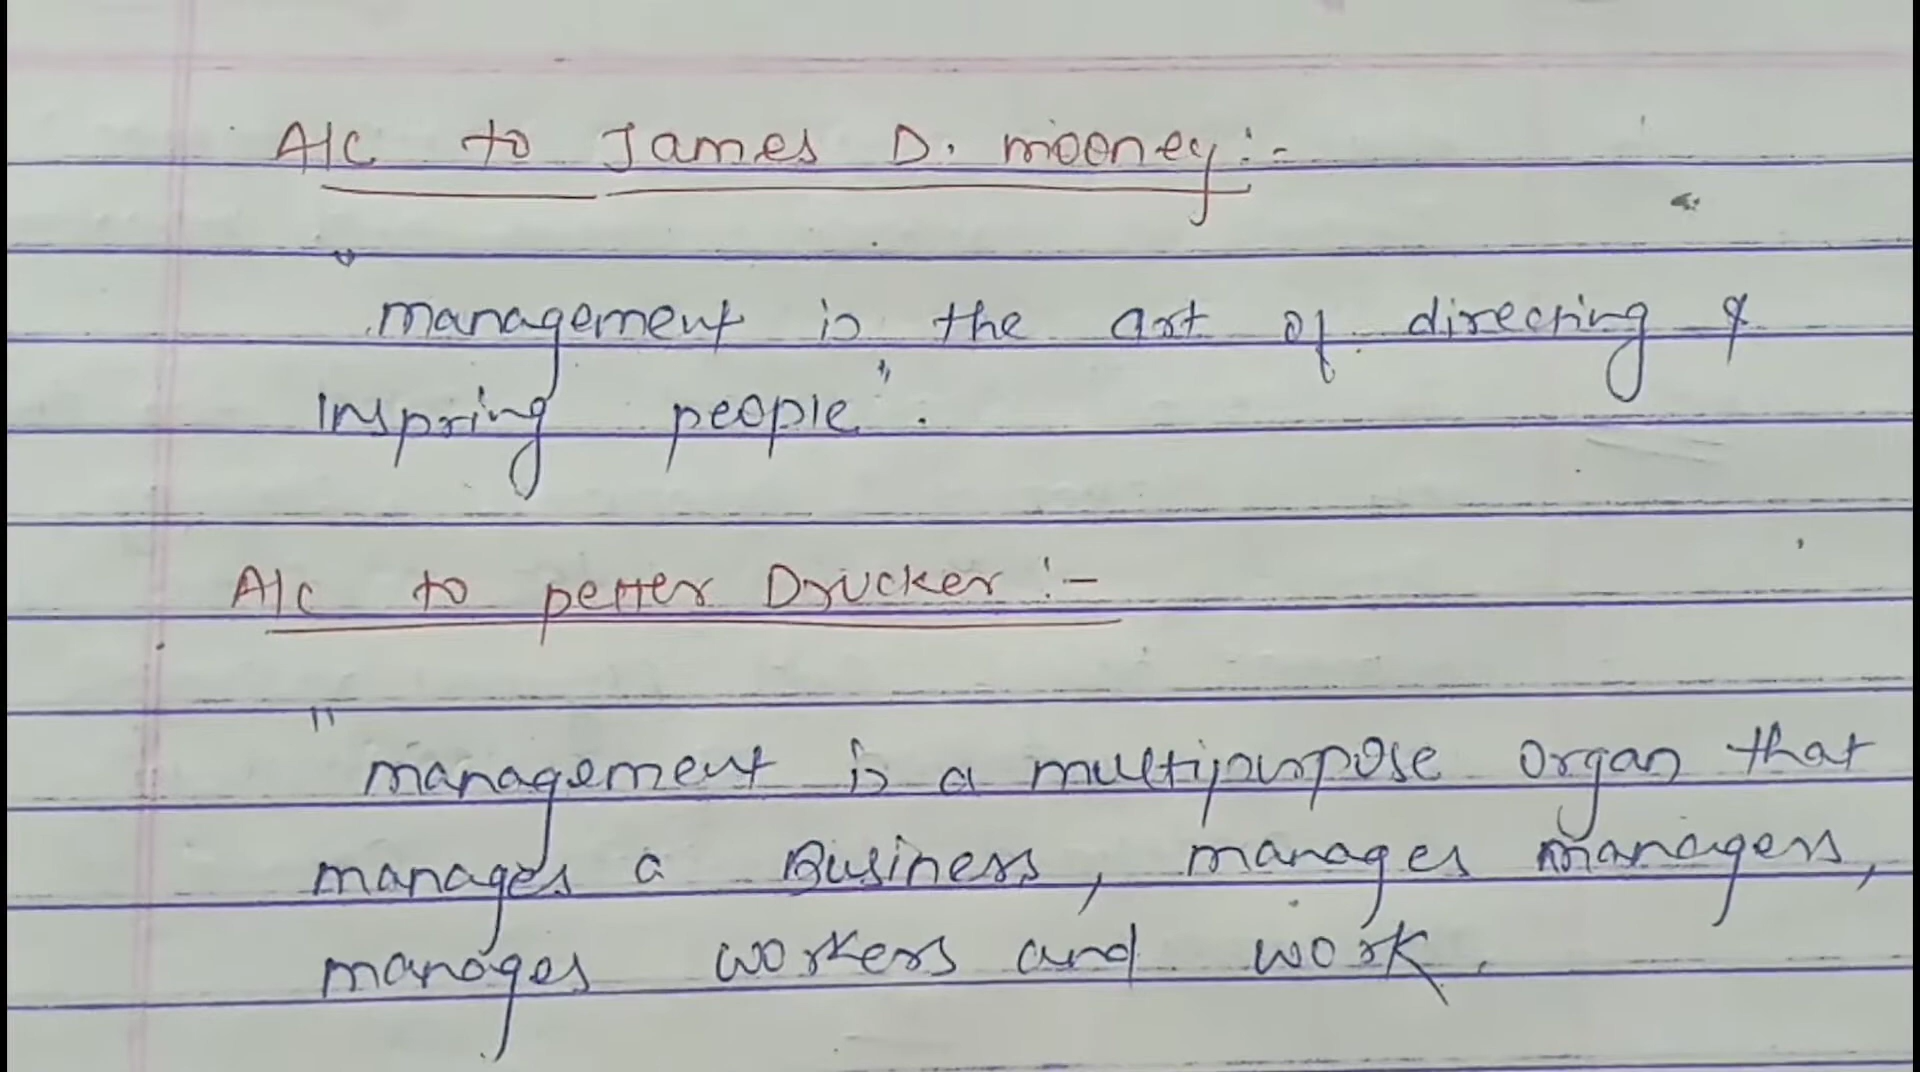 A/c to James D. mooney :-
"management is the art of directing &
Inspring people".
A/c to petter Drucker :-
"management is a multipurpose organ that
manages a Business, manages managers,
manages workers and work.